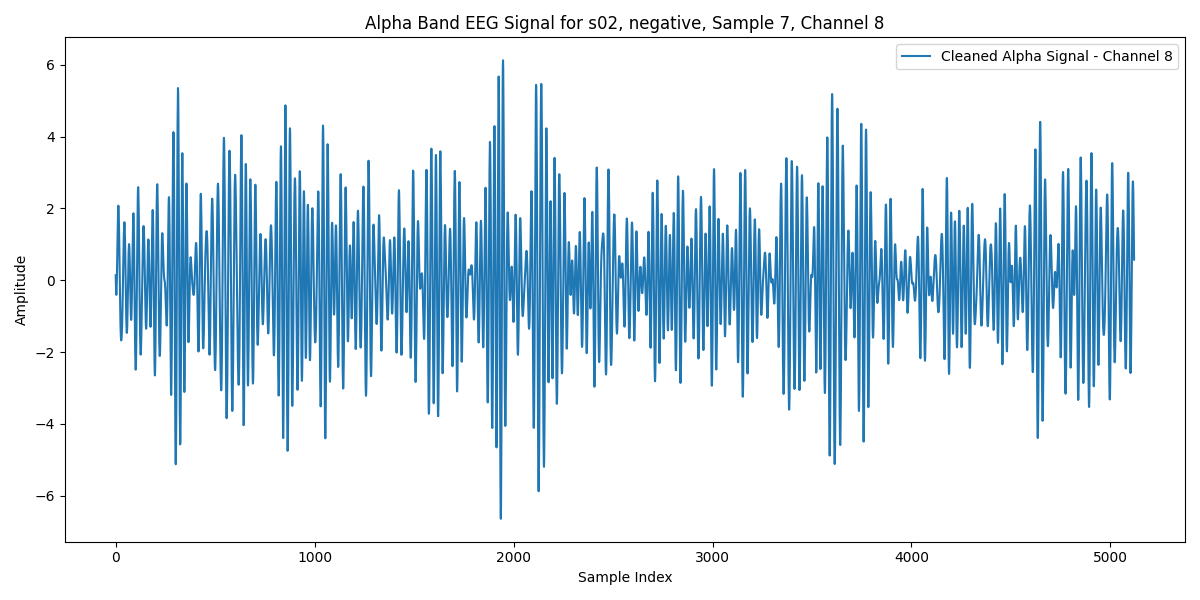 Alpha Band EEG Signal for s02, negative, Sample 7, Channel 8
Cleaned Alpha Signal - Channel 8
Amplitude
6
4
2
0
−2
−4
−6
0 1000 2000 3000 4000 5000
Sample Index